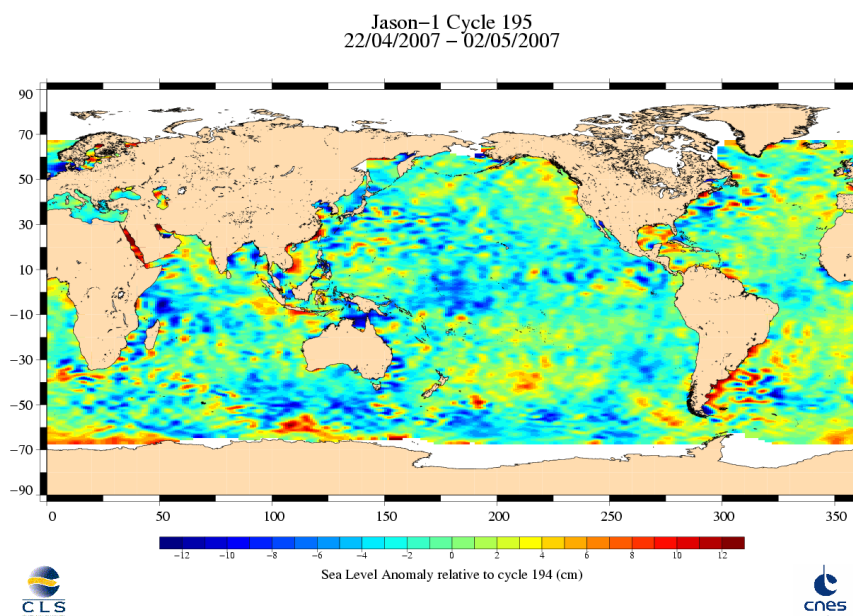 Jason−1 Cycle 195
22/04/2007 − 02/05/2007
90
70
50
30
10
−10
−30
−50
−70
−90
0 50 100 150 200 250 300 350
−12 −10 −8 −6 −4 −2 0 2 4 6 8 10 12
Sea Level Anomaly relative to cycle 194 (cm)
CLS
cnes